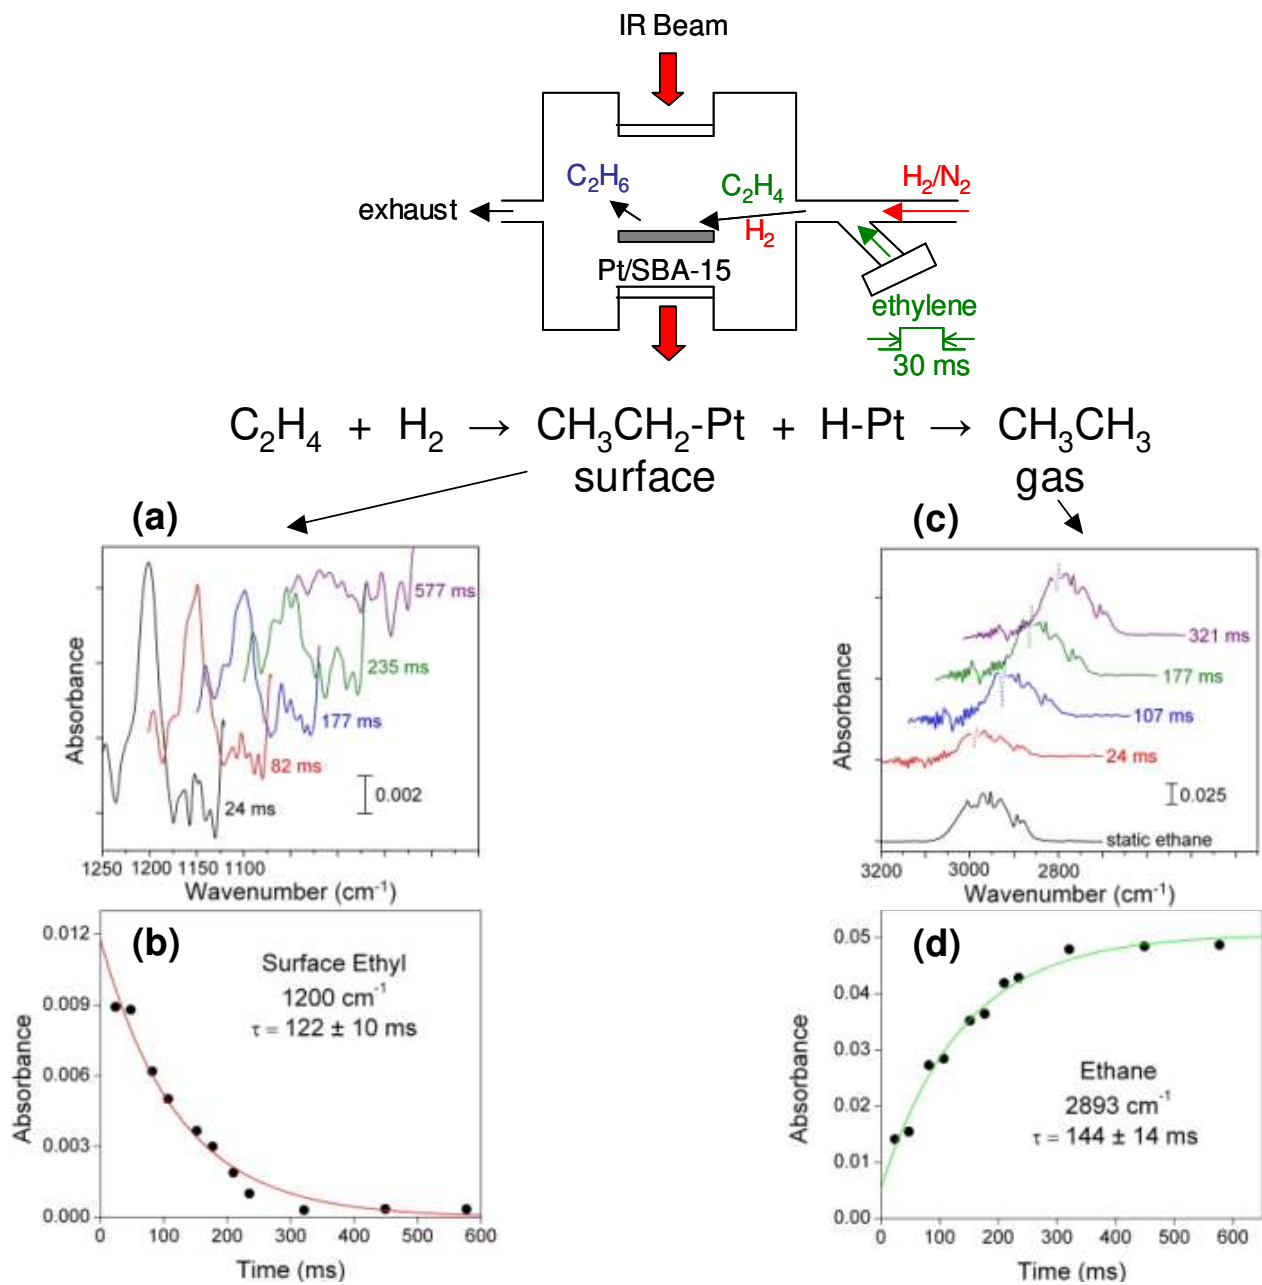 IR Beam
C₂H₆
C₂H₄
H₂/N₂
exhaust
H₂
Pt/SBA-15
ethylene
30 ms
C₂H₄ + H₂ → CH₃CH₂-Pt + H-Pt → CH₃CH₃
surface
gas
(a)
Absorbance
577 ms
235 ms
177 ms
82 ms
24 ms
0.002
1250 1200 1150 1100
Wavenumber (cm⁻¹)
(c)
Absorbance
321 ms
177 ms
107 ms
24 ms
0.025
static ethane
3200 3000 2800
Wavenumber (cm⁻¹)
(b)
Surface Ethyl
1200 cm⁻¹
τ = 122 ± 10 ms
Absorbance
0.012
0.009
0.006
0.003
0.000
0 100 200 300 400 500 600
Time (ms)
(d)
Absorbance
0.05
0.04
0.03
0.02
0.01
0.00
Ethane
2893 cm⁻¹
τ = 144 ± 14 ms
0 100 200 300 400 500 600
Time (ms)